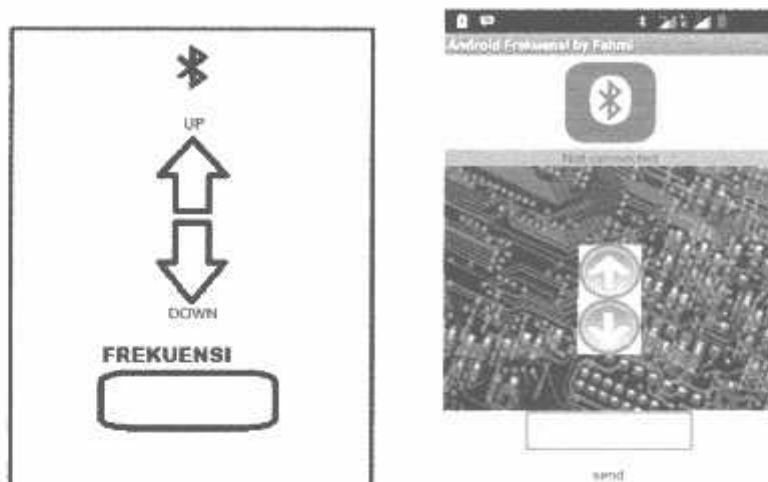 UP
DOWN
FREKUENSI
Android Frekuensi by Fahmi
Not connected
send